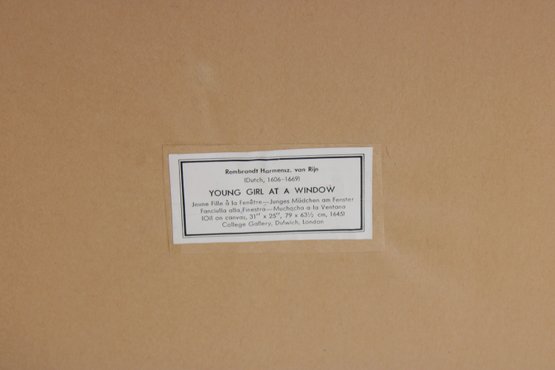 Rembrandt Harmensz. van Rijn
(Dutch, 1606-1669)
YOUNG GIRL AT A WINDOW
Jeune Fille à la Fenêtre—Junges Mädchen am Fenster
Fanciulla alla Finestra—Muchacha a la Ventana
(Oil on canvas, 31" x 25", 79 x 63½ cm, 1645)
College Gallery, Dulwich, London